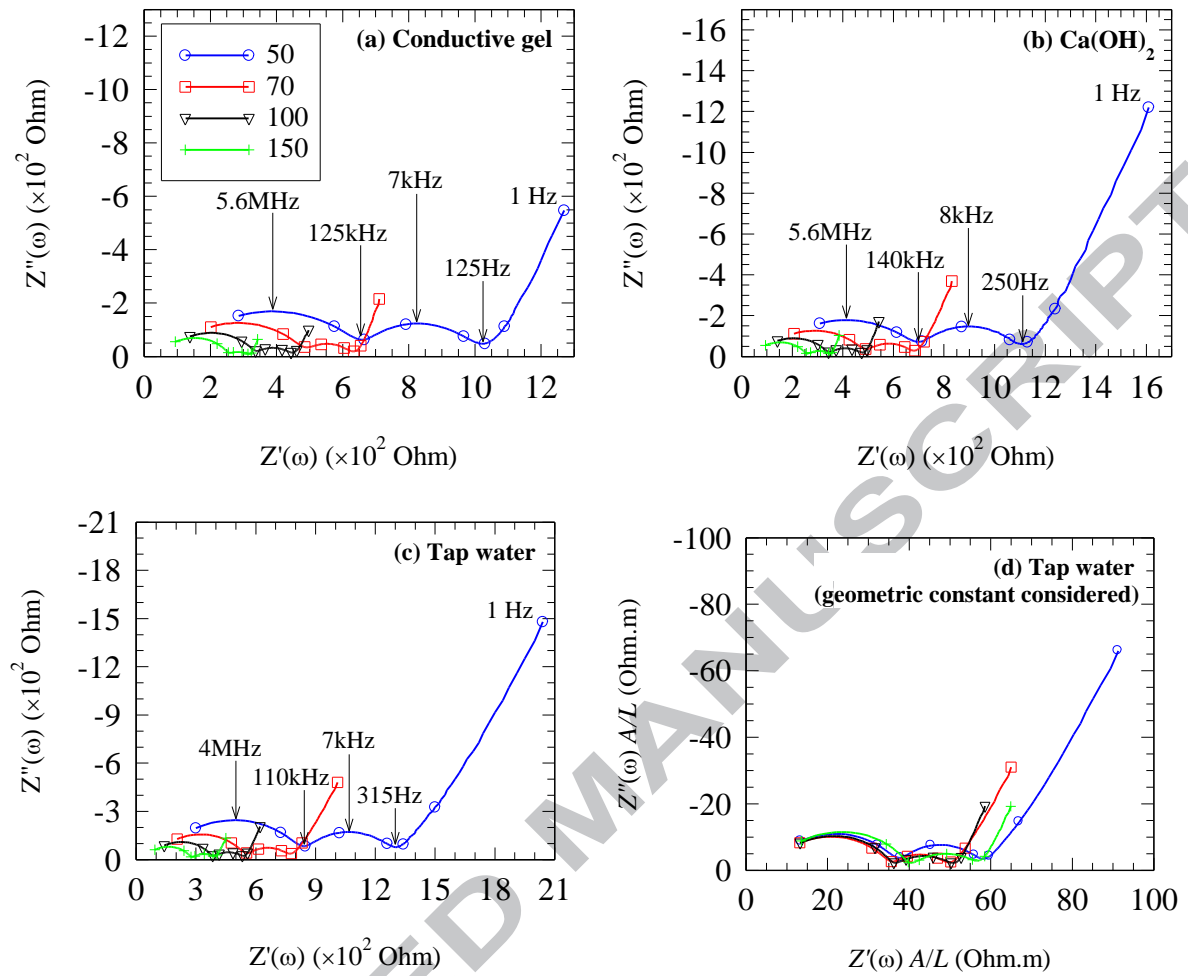 (a) Conductive gel
50
70
100
150
-12
-10
-8
-6
-4
-2
0
Z''(ω) (×10² Ohm)
5.6MHz
125kHz
7kHz
125Hz
1 Hz
0 2 4 6 8 10 12
Z'(ω) (×10² Ohm)
(b) Ca(OH)₂
-16
-14
-12
-10
-8
-6
-4
-2
0
Z''(ω) (×10² Ohm)
1 Hz
5.6MHz
140kHz
8kHz
250Hz
0 2 4 6 8 10 12 14 16
Z'(ω) (×10² Ohm)
(c) Tap water
-21
-18
-15
-12
-9
-6
-3
0
Z''(ω) (×10² Ohm)
1 Hz
4MHz
110kHz
7kHz
315Hz
0 3 6 9 12 15 18 21
Z'(ω) (×10² Ohm)
(d) Tap water
(geometric constant considered)
-100
-80
-60
-40
-20
0
Z''(ω) A/L (Ohm.m)
0 20 40 60 80 100
Z'(ω) A/L (Ohm.m)
ED MANUSCRIPT